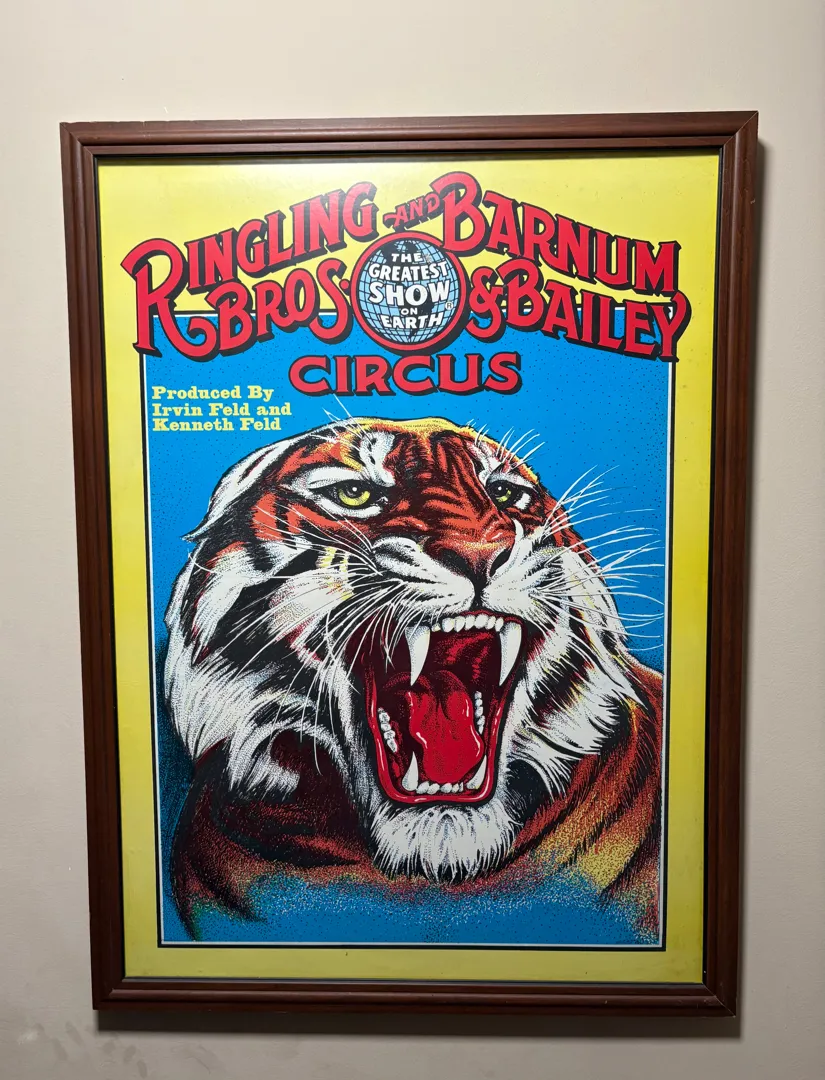 RINGLING AND BARNUM
BROS. & BAILEY
THE
GREATEST
SHOW
ON
EARTH®
CIRCUS
Produced By
Irvin Feld and
Kenneth Feld